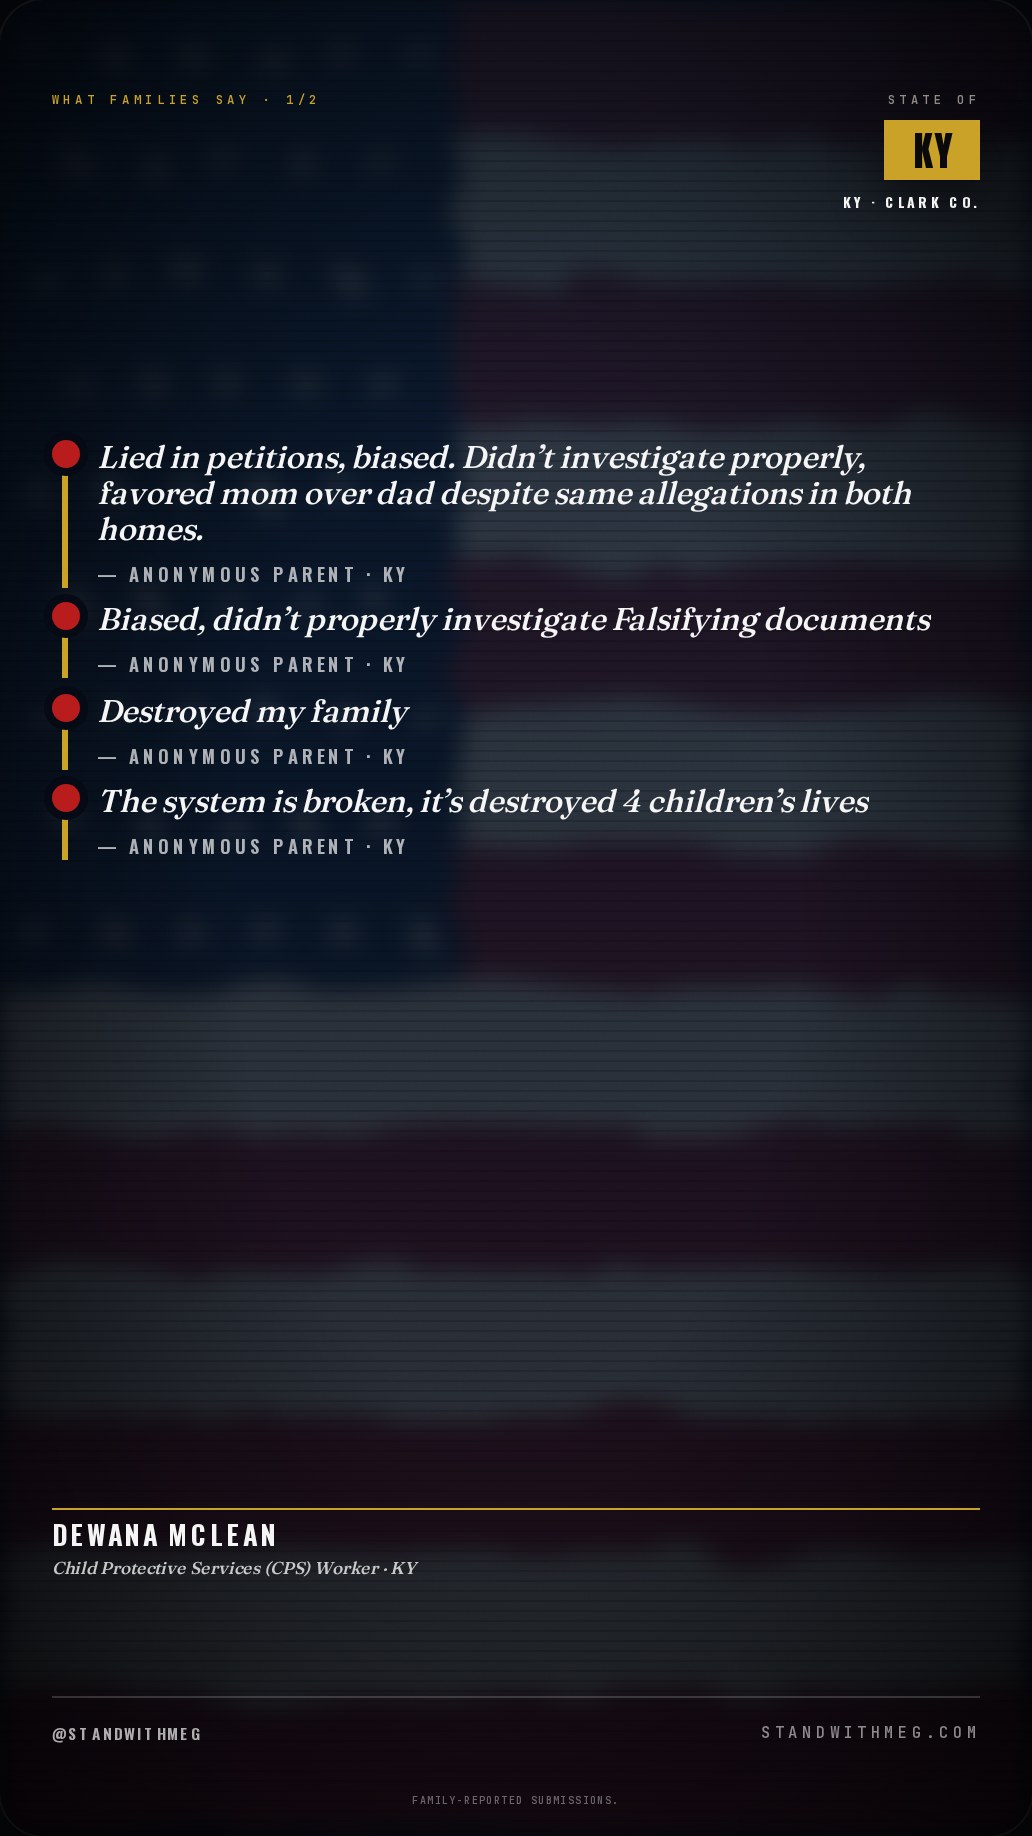 WHAT FAMILIES SAY · 1/2
STATE OF
KY
KY · CLARK CO.
Lied in petitions, biased. Didn’t investigate properly,
favored mom over dad despite same allegations in both
homes.
— ANONYMOUS PARENT · KY
Biased, didn’t properly investigate Falsifying documents
— ANONYMOUS PARENT · KY
Destroyed my family
— ANONYMOUS PARENT · KY
The system is broken, it’s destroyed 4 children’s lives
— ANONYMOUS PARENT · KY
DEWANA MCLEAN
Child Protective Services (CPS) Worker · KY
@STANDWITHMEG
STANDWITHMEG.COM
FAMILY-REPORTED SUBMISSIONS.